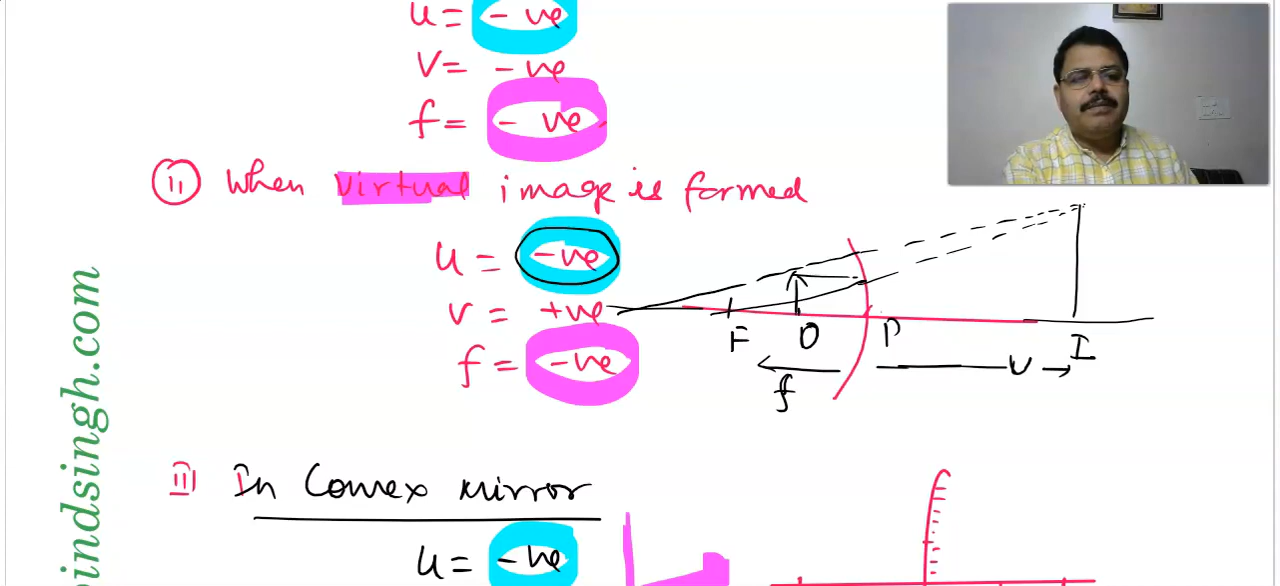 u = - ve
v = - ve
f = - ve.
(ii) When virtual image is formed
u = -ve
v = +ve
f = -ve
F O P I
f v
iii) In Convex mirror
u = -ve
indsingh.com